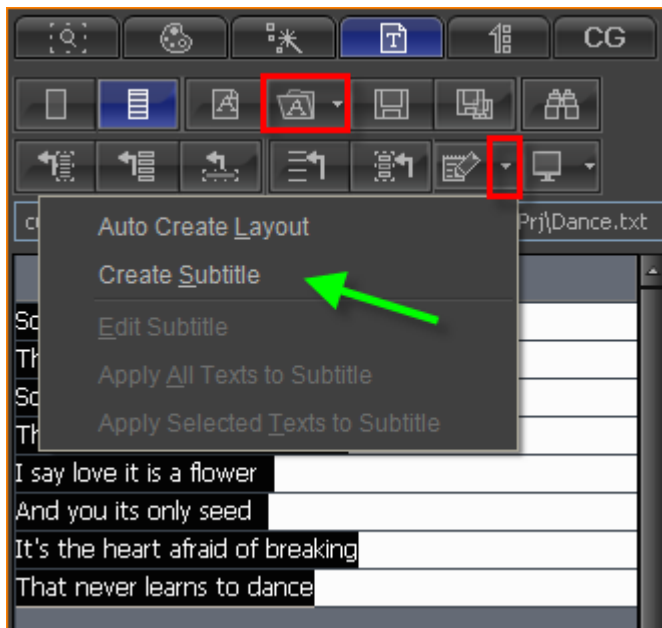 CG
Prj\Dance.txt
Auto Create Layout
Create Subtitle
Edit Subtitle
Apply All Texts to Subtitle
Apply Selected Texts to Subtitle
I say love it is a flower
And you its only seed
It's the heart afraid of breaking
That never learns to dance